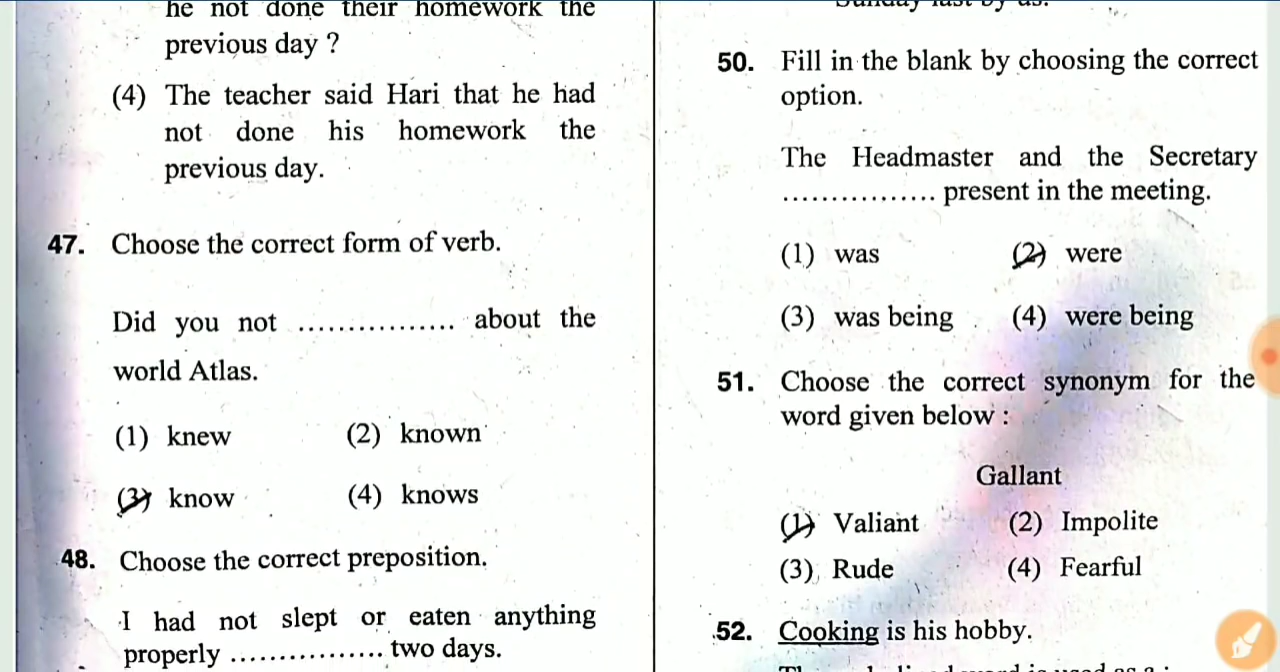 he not done their homework the
previous day ?
(4) The teacher said Hari that he had
not done his homework the
previous day.
47. Choose the correct form of verb.
Did you not ................ about the
world Atlas.
(1) knew (2) known
(3) know (4) knows
48. Choose the correct preposition.
I had not slept or eaten anything
properly ................ two days.
Sunday last by us.
50. Fill in the blank by choosing the correct
option.
The Headmaster and the Secretary
................ present in the meeting.
(1) was (2) were
(3) was being (4) were being
51. Choose the correct synonym for the
word given below :
Gallant
(1) Valiant (2) Impolite
(3) Rude (4) Fearful
52. Cooking is his hobby.